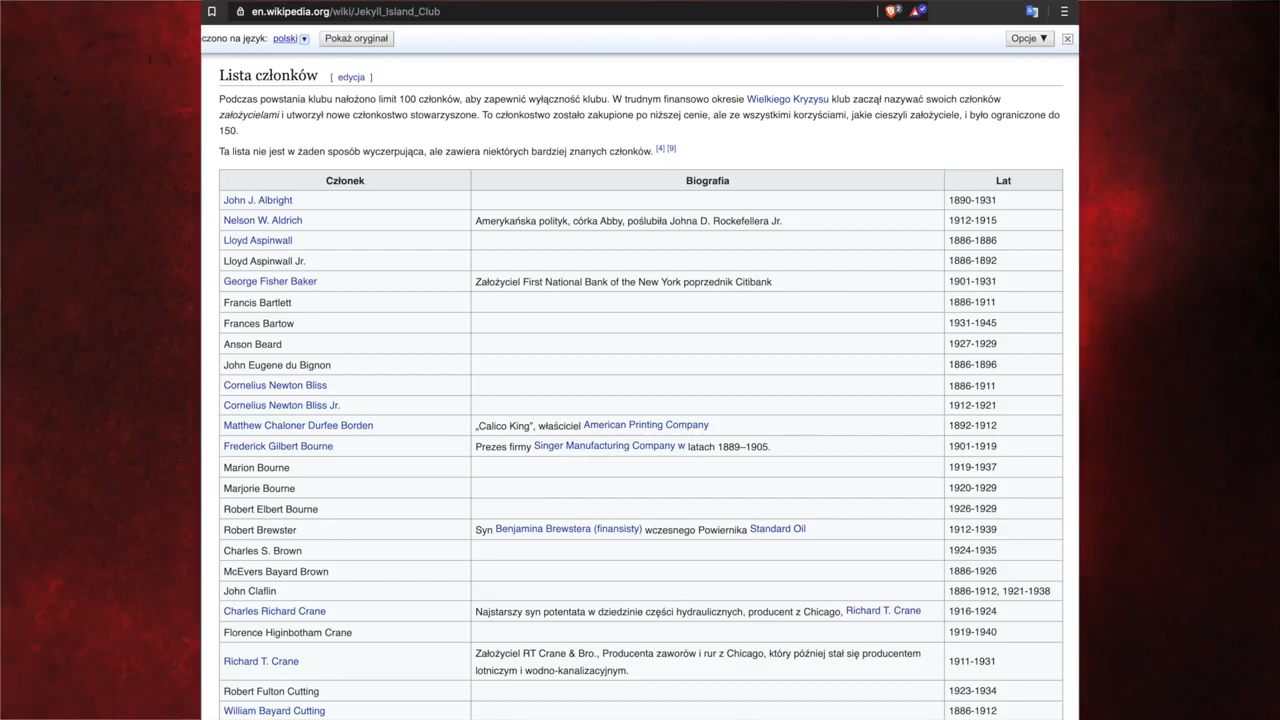 en.wikipedia.org/wiki/Jekyll_Island_Club
2
czono na język: polski Pokaż oryginał Opcje ▼
Lista członków [ edycja ]
Podczas powstania klubu nałożono limit 100 członków, aby zapewnić wyłączność klubu. W trudnym finansowo okresie Wielkiego Kryzysu klub zaczął nazywać swoich członków
założycielami i utworzył nowe członkostwo stowarzyszone. To członkostwo zostało zakupione po niższej cenie, ale ze wszystkimi korzyściami, jakie cieszyli założyciele, i było ograniczone do
150.
Ta lista nie jest w żaden sposób wyczerpująca, ale zawiera niektórych bardziej znanych członków. [4] [9]
Członek Biografia Lat
John J. Albright 1890-1931
Nelson W. Aldrich Amerykańska polityk, córka Abby, poślubiła Johna D. Rockefellera Jr. 1912-1915
Lloyd Aspinwall 1886-1886
Lloyd Aspinwall Jr. 1886-1892
George Fisher Baker Założyciel First National Bank of the New York poprzednik Citibank 1901-1931
Francis Bartlett 1886-1911
Frances Bartow 1931-1945
Anson Beard 1927-1929
John Eugene du Bignon 1886-1896
Cornelius Newton Bliss 1886-1911
Cornelius Newton Bliss Jr. 1912-1921
Matthew Chaloner Durfee Borden „Calico King”, właściciel American Printing Company 1892-1912
Frederick Gilbert Bourne Prezes firmy Singer Manufacturing Company w latach 1889–1905. 1901-1919
Marion Bourne 1919-1937
Marjorie Bourne 1920-1929
Robert Elbert Bourne 1926-1929
Robert Brewster Syn Benjamina Brewstera (finansisty) wczesnego Powiernika Standard Oil 1912-1939
Charles S. Brown 1924-1935
McEvers Bayard Brown 1886-1926
John Claflin 1886-1912, 1921-1938
Charles Richard Crane Najstarszy syn potentata w dziedzinie części hydraulicznych, producent z Chicago, Richard T. Crane 1916-1924
Florence Higinbotham Crane 1919-1940
Richard T. Crane Założyciel RT Crane & Bro., Producenta zaworów i rur z Chicago, który później stał się producentem 1911-1931
lotniczym i wodno-kanalizacyjnym.
Robert Fulton Cutting 1923-1934
William Bayard Cutting 1886-1912